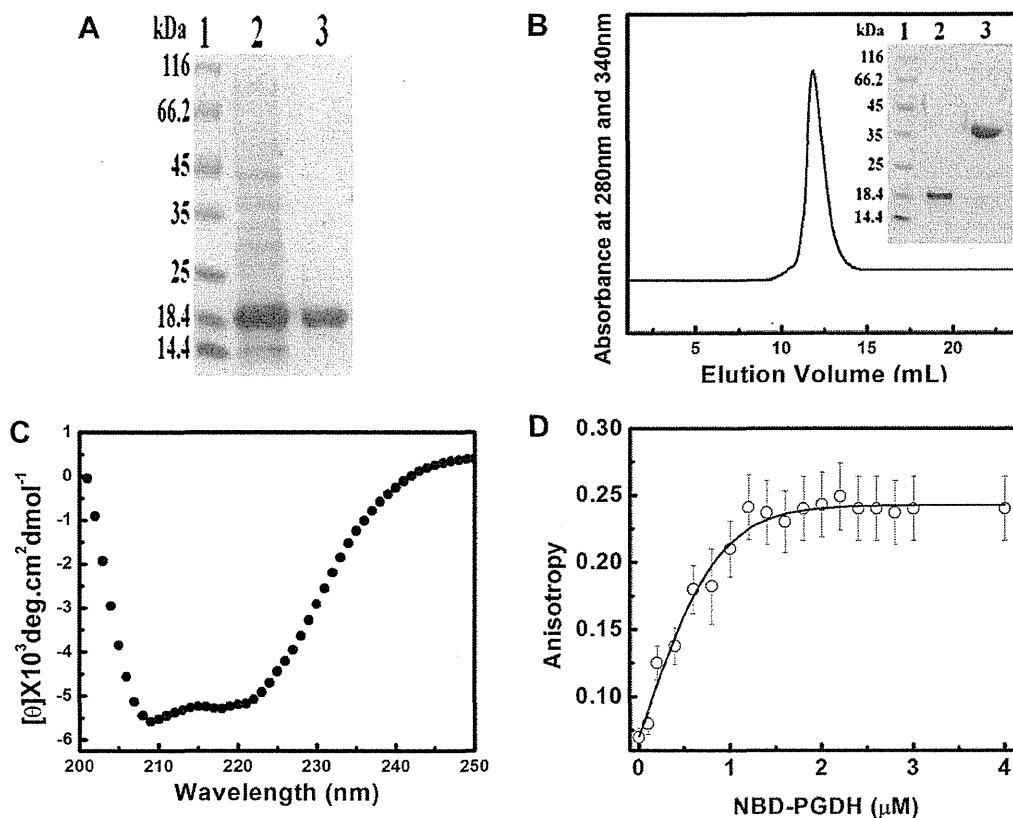 A
kDa 1 2 3
116
66.2
45
35
25
18.4
14.4
B
kDa 1 2 3
116
66.2
45
35
25
18.4
14.4
Absorbance at 280nm and 340nm
5 10 15 20
Elution Volume (mL)
C
[θ]X10³deg.cm²dmol⁻¹
1
0
-1
-2
-3
-4
-5
-6
200 210 220 230 240 250
Wavelength (nm)
D
Anisotropy
0.30
0.25
0.20
0.15
0.10
0 1 2 3 4
NBD-PGDH (μM)